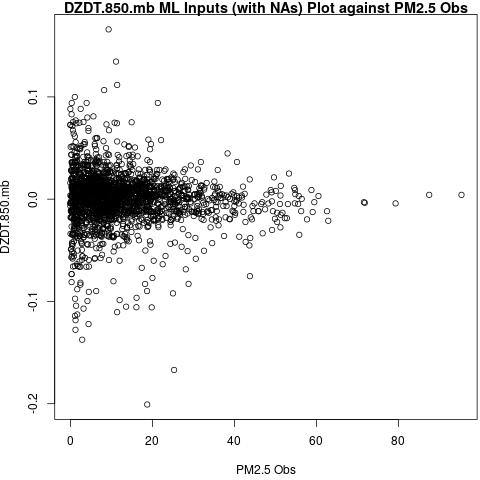 DZDT.850.mb ML Inputs (with NAs) Plot against PM2.5 Obs
DZDT.850.mb
0.1
0.0
-0.1
-0.2
0 20 40 60 80
PM2.5 Obs